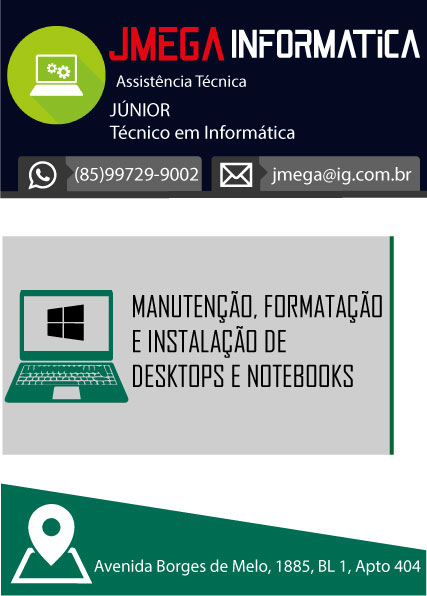 JMEGA INFORMATICA
Assistência Técnica
JÚNIOR
Técnico em Informática
(85)99729-9002
jmega@ig.com.br
MANUTENÇÃO, FORMATAÇÃO
E INSTALAÇÃO DE
DESKTOPS E NOTEBOOKS
Avenida Borges de Melo, 1885, BL 1, Apto 404